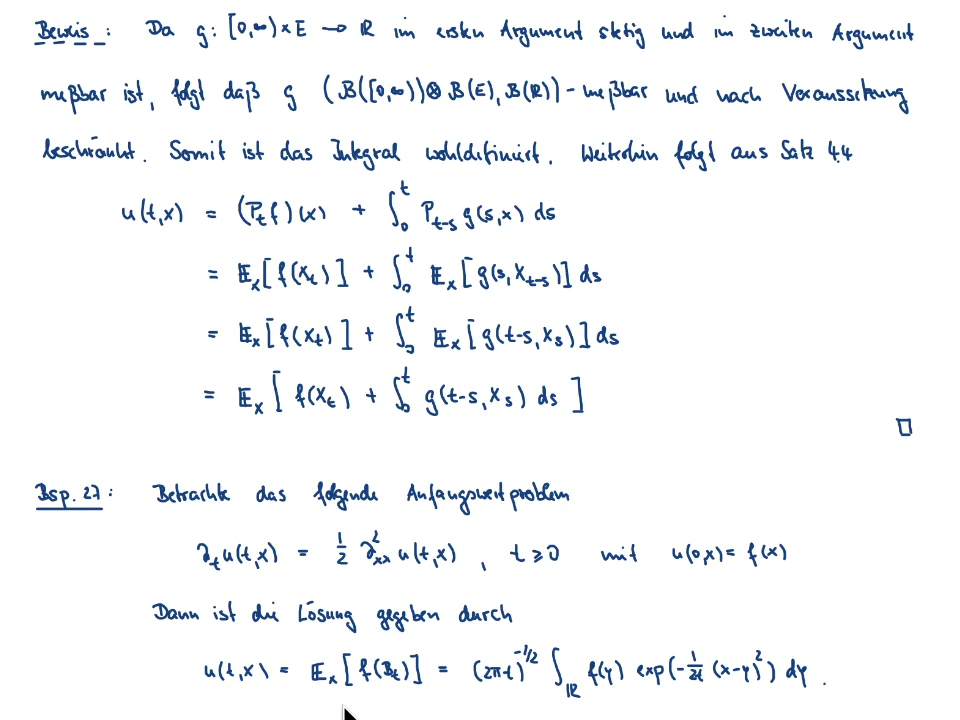 Beweis: Da g: [0,∞)×E → ℝ im ersten Argument stetig und im zweiten Argument
meßbar ist, folgt daß g (B([0,∞))⊗B(E), B(ℝ))-meßbar und nach Voraussetzung
beschränkt. Somit ist das Integral wohldefiniert. Weiterhin folgt aus Satz 4.4
u(t,x) = (P_t f)(x) + ∫_0^t P_{t-s} g(s,x) ds
= 𝔼_x[f(X_t)] + ∫_0^t 𝔼_x[g(s,X_{t-s})] ds
= 𝔼_x[f(X_t)] + ∫_0^t 𝔼_x[g(t-s,X_s)] ds
= 𝔼_x[f(X_t) + ∫_0^t g(t-s,X_s) ds]
□
Bsp. 27: Betrachte das folgende Anfangswertproblem
∂_t u(t,x) = 1/2 ∂²_{xx} u(t,x), t ≥ 0 mit u(0,x) = f(x)
Dann ist die Lösung gegeben durch
u(t,x) = 𝔼_x[f(B_t)] = (2πt)^{-1/2} ∫_ℝ f(y) exp(-1/2t (x-y)²) dy.